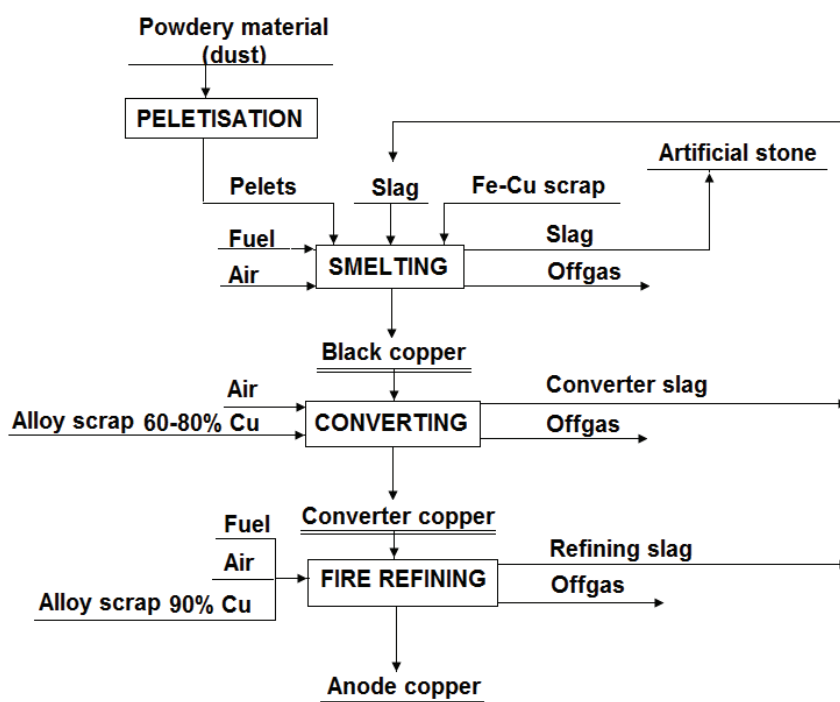 Powdery material
(dust)
PELETISATION
Artificial stone
Pelets
Slag
Fe-Cu scrap
Fuel
Slag
SMELTING
Air
Offgas
Black copper
Air
Converter slag
Alloy scrap 60-80% Cu
CONVERTING
Offgas
Converter copper
Fuel
Refining slag
Air
FIRE REFINING
Offgas
Alloy scrap 90% Cu
Anode copper